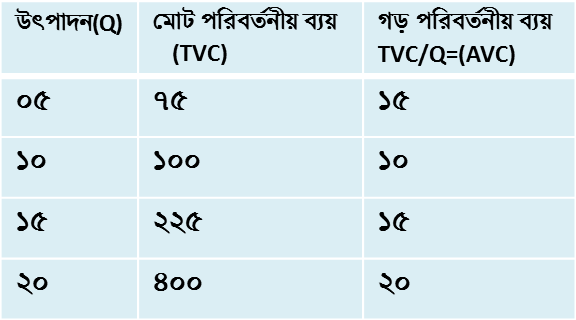 উৎপাদন(Q) মোট পরিবর্তনীয় ব্যয় গড় পরিবর্তনীয় ব্যয়
(TVC) TVC/Q=(AVC)
০৫ ৭৫ ১৫
১০ ১০০ ১০
১৫ ২২৫ ১৫
২০ ৪০০ ২০